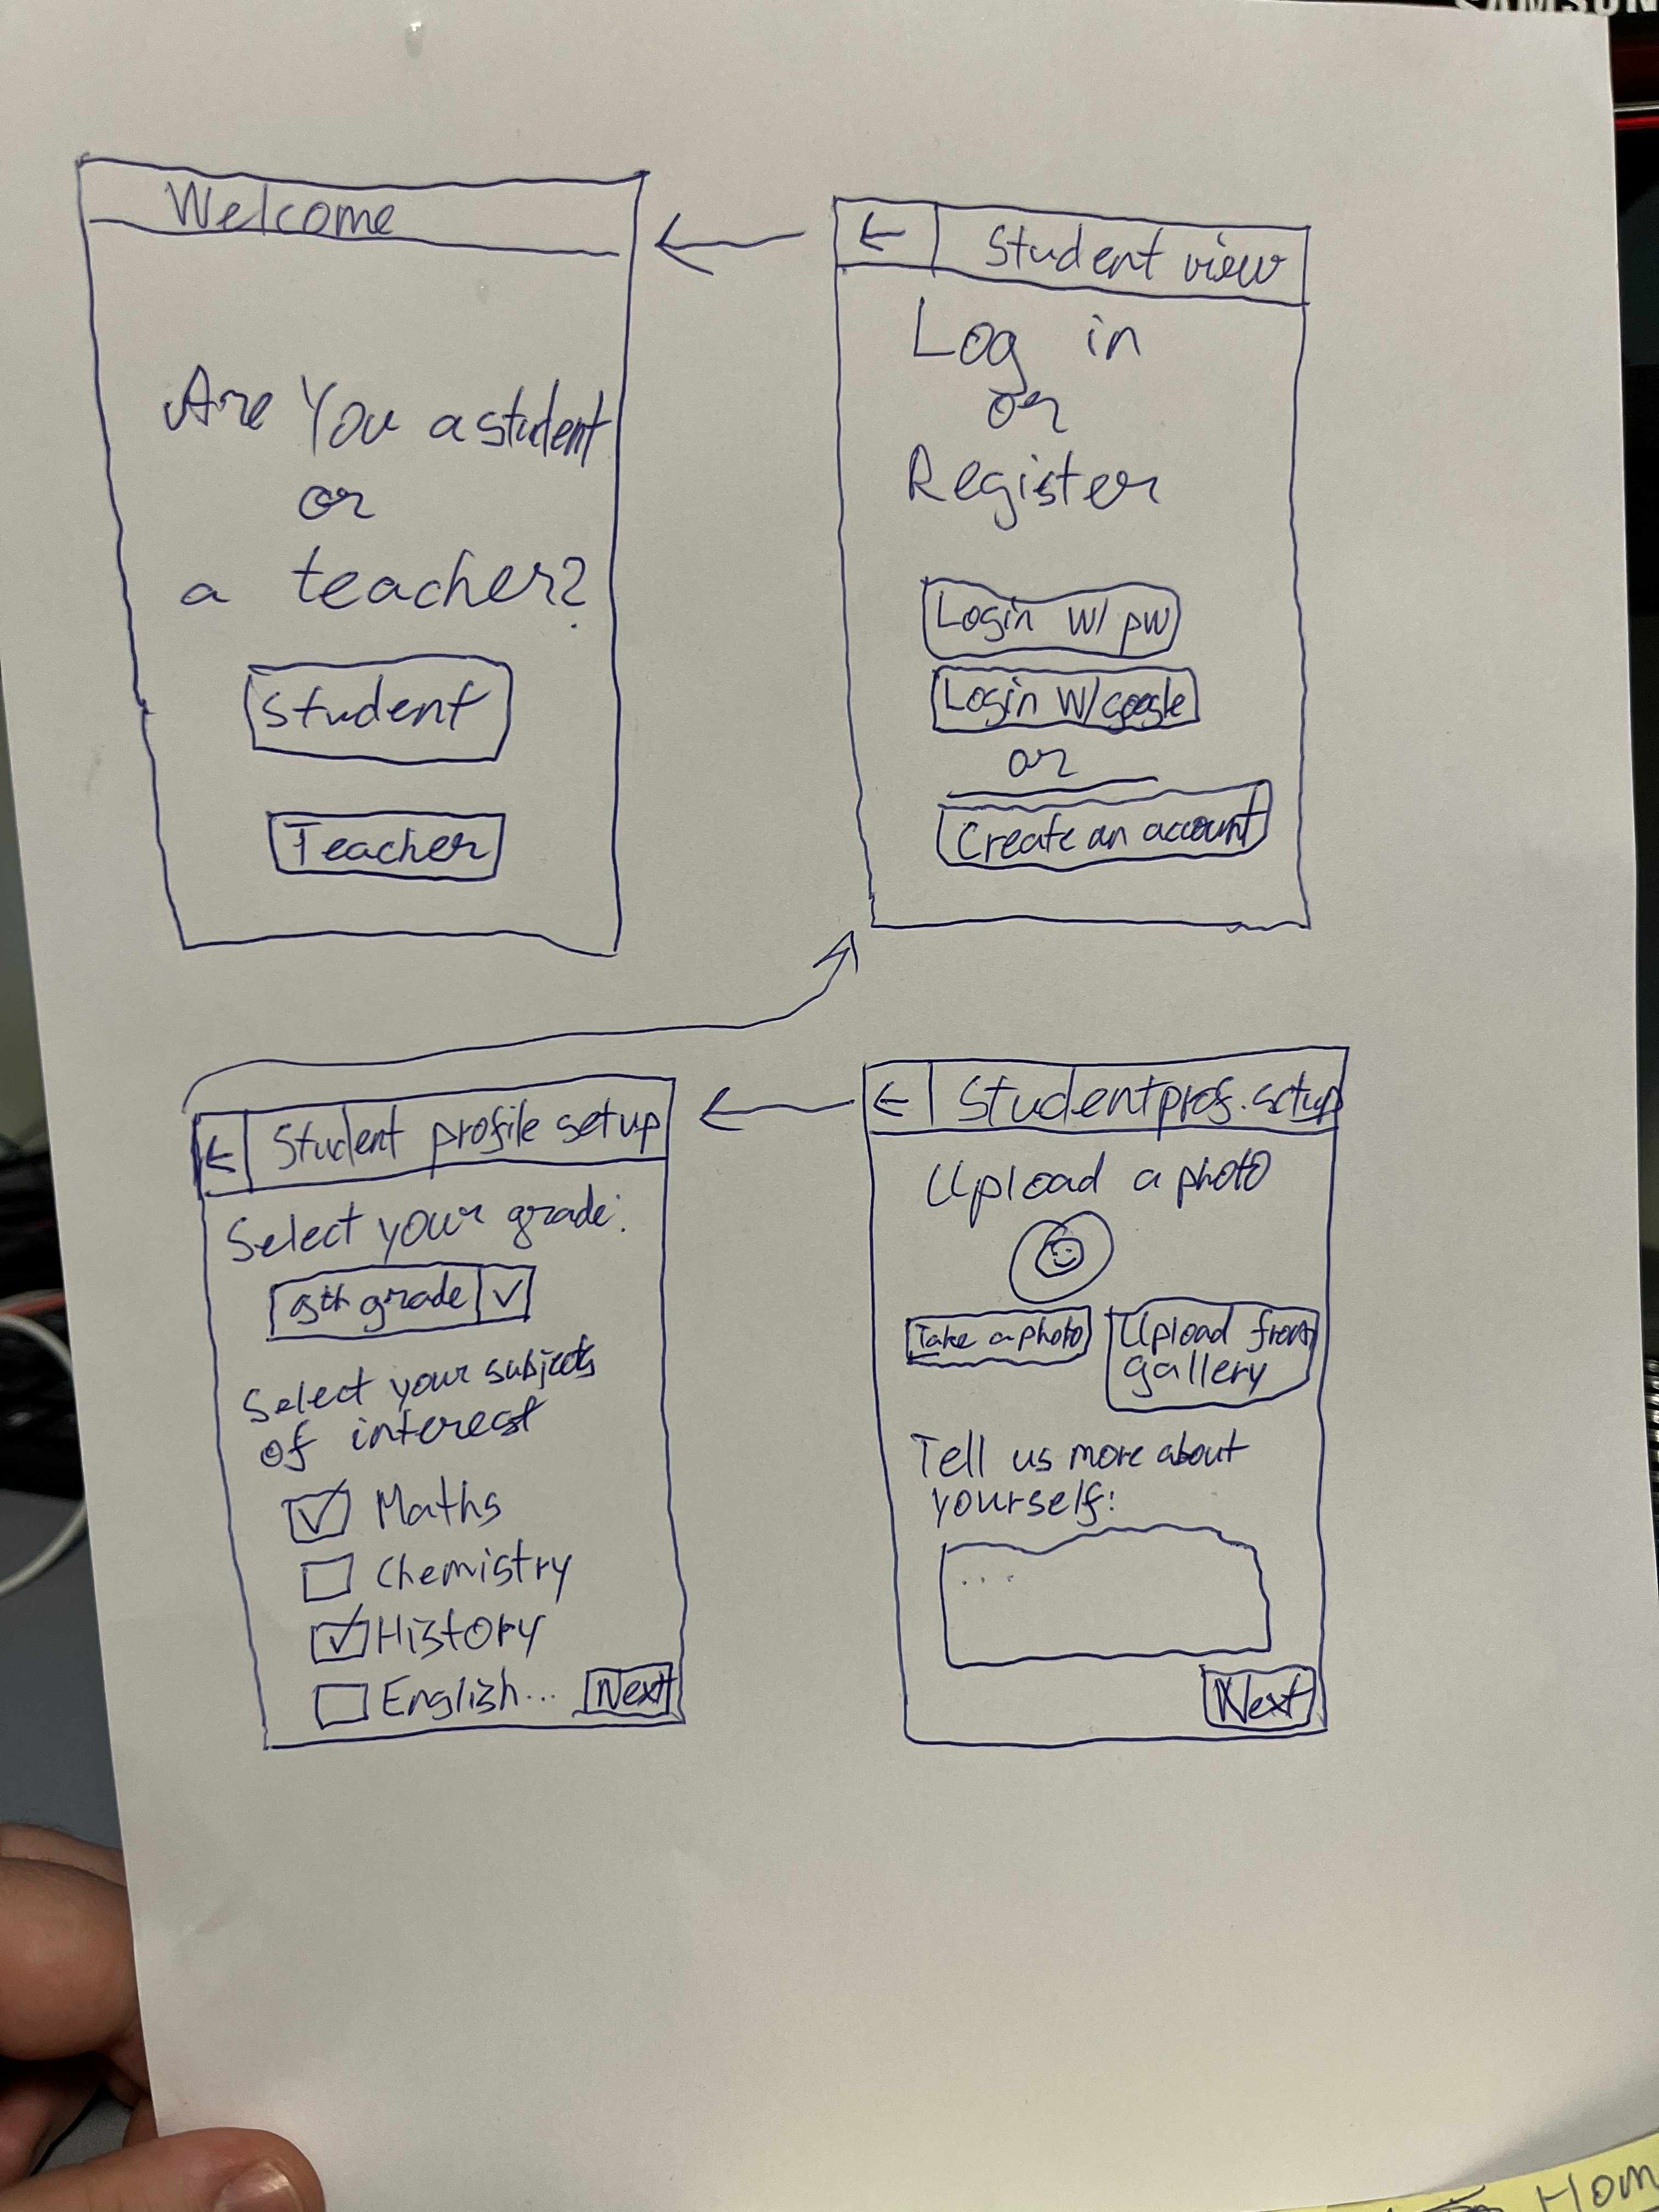 SAMSUN
Welcome
Are You a student
or
a teacher?
Student
Teacher
← Student view
Log in
or
Register
Login w/ pw
Login w/google
or
Create an account
← Student profile setup
Select your grade:
grade
Select your subjects
of interest
Maths
Chemistry
History
English...
Next
← Student prof. setup
Upload a photo
Take a photo
Upload from
gallery
Tell us more about
yourself:
...
Next
Hom